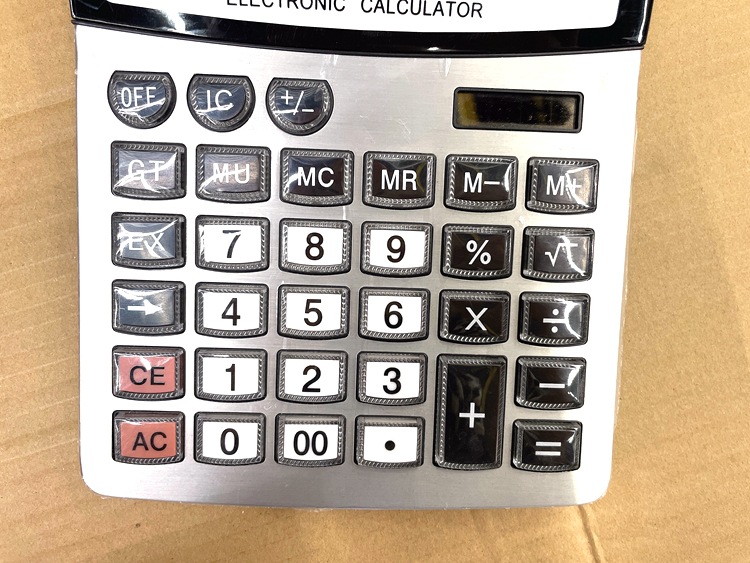 ELECTRONIC CALCULATOR
OFF IC +/−
GT MU MC MR M− M+
EX 7 8 9 % √
→ 4 5 6 X ÷
CE 1 2 3 −
AC 0 00 • + =